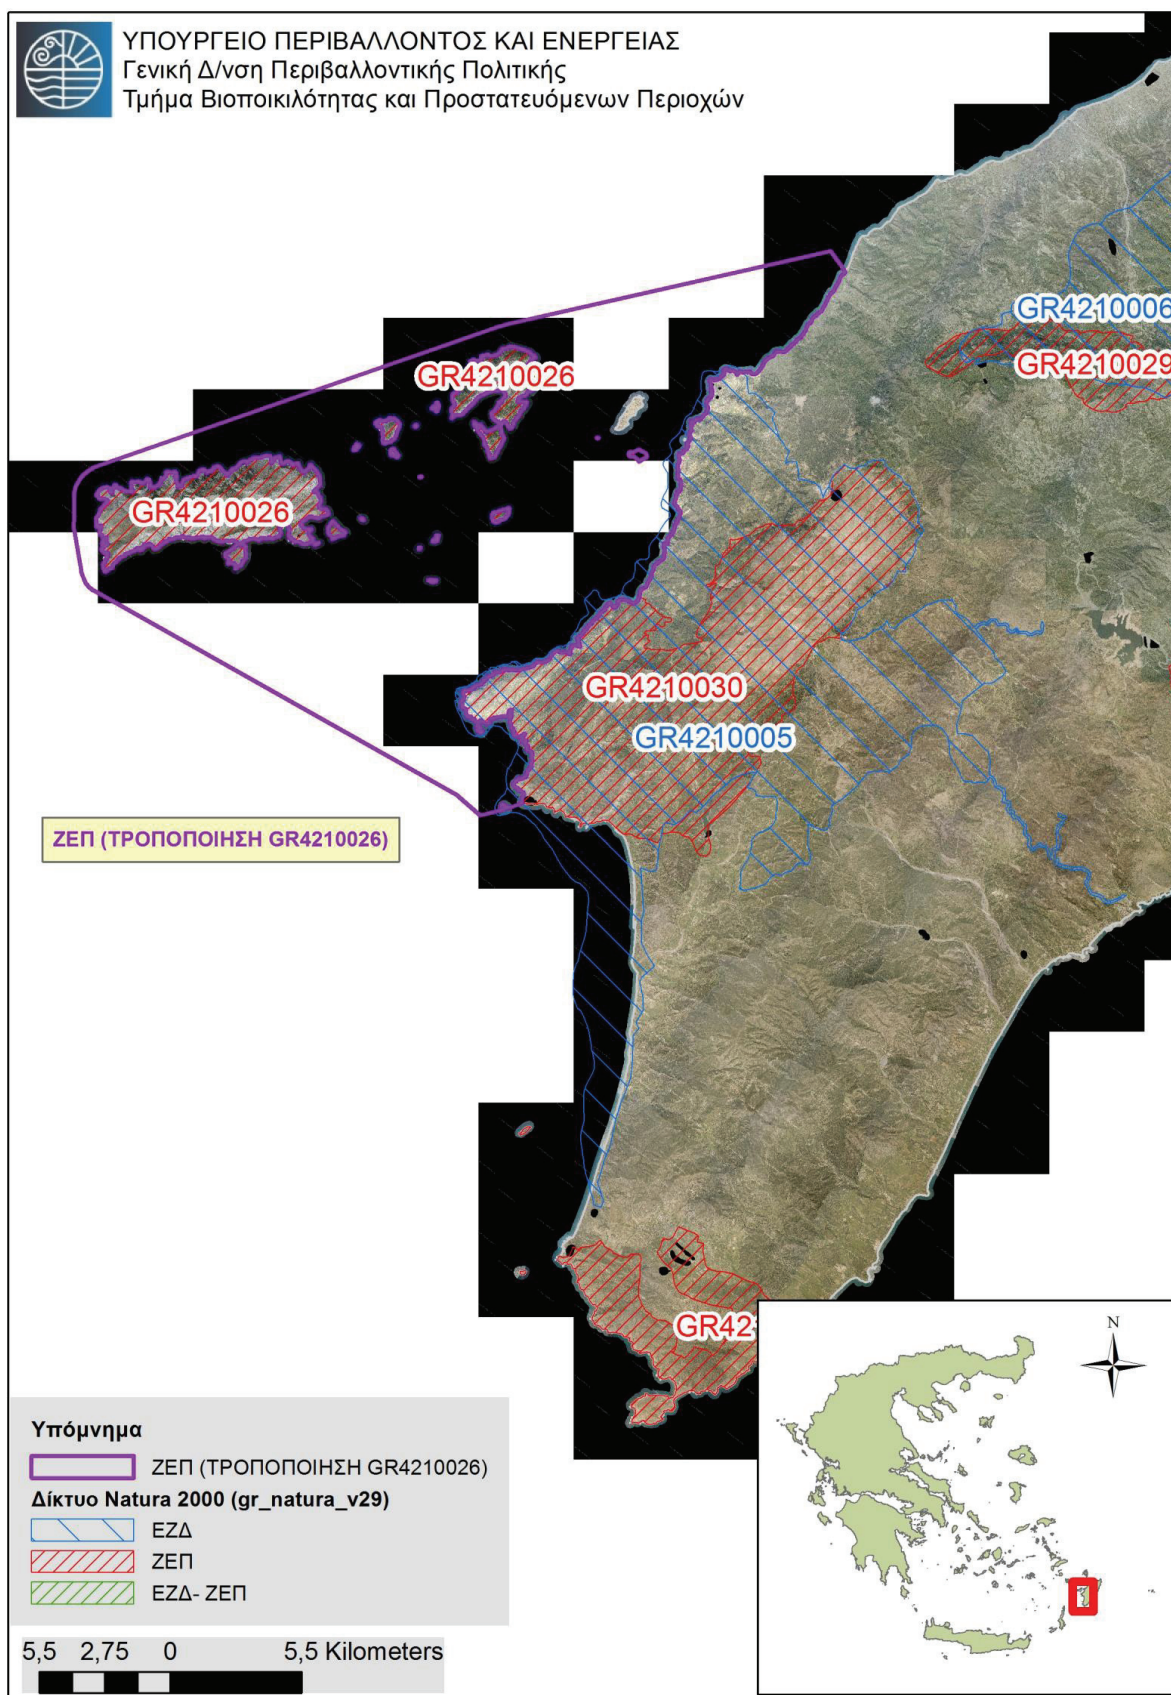 ΥΠΟΥΡΓΕΙΟ ΠΕΡΙΒΑΛΛΟΝΤΟΣ ΚΑΙ ΕΝΕΡΓΕΙΑΣ
Γενική Δ/νση Περιβαλλοντικής Πολιτικής
Τμήμα Βιοποικιλότητας και Προστατευόμενων Περιοχών
GR4210006
GR4210029
GR4210026
GR4210026
GR4210030
GR4210005
ΖΕΠ (ΤΡΟΠΟΠΟΙΗΣΗ GR4210026)
GR421
N
Υπόμνημα
ΖΕΠ (ΤΡΟΠΟΠΟΙΗΣΗ GR4210026)
Δίκτυο Natura 2000 (gr_natura_v29)
ΕΖΔ
ΖΕΠ
ΕΖΔ- ΖΕΠ
5,5 2,75 0 5,5 Kilometers